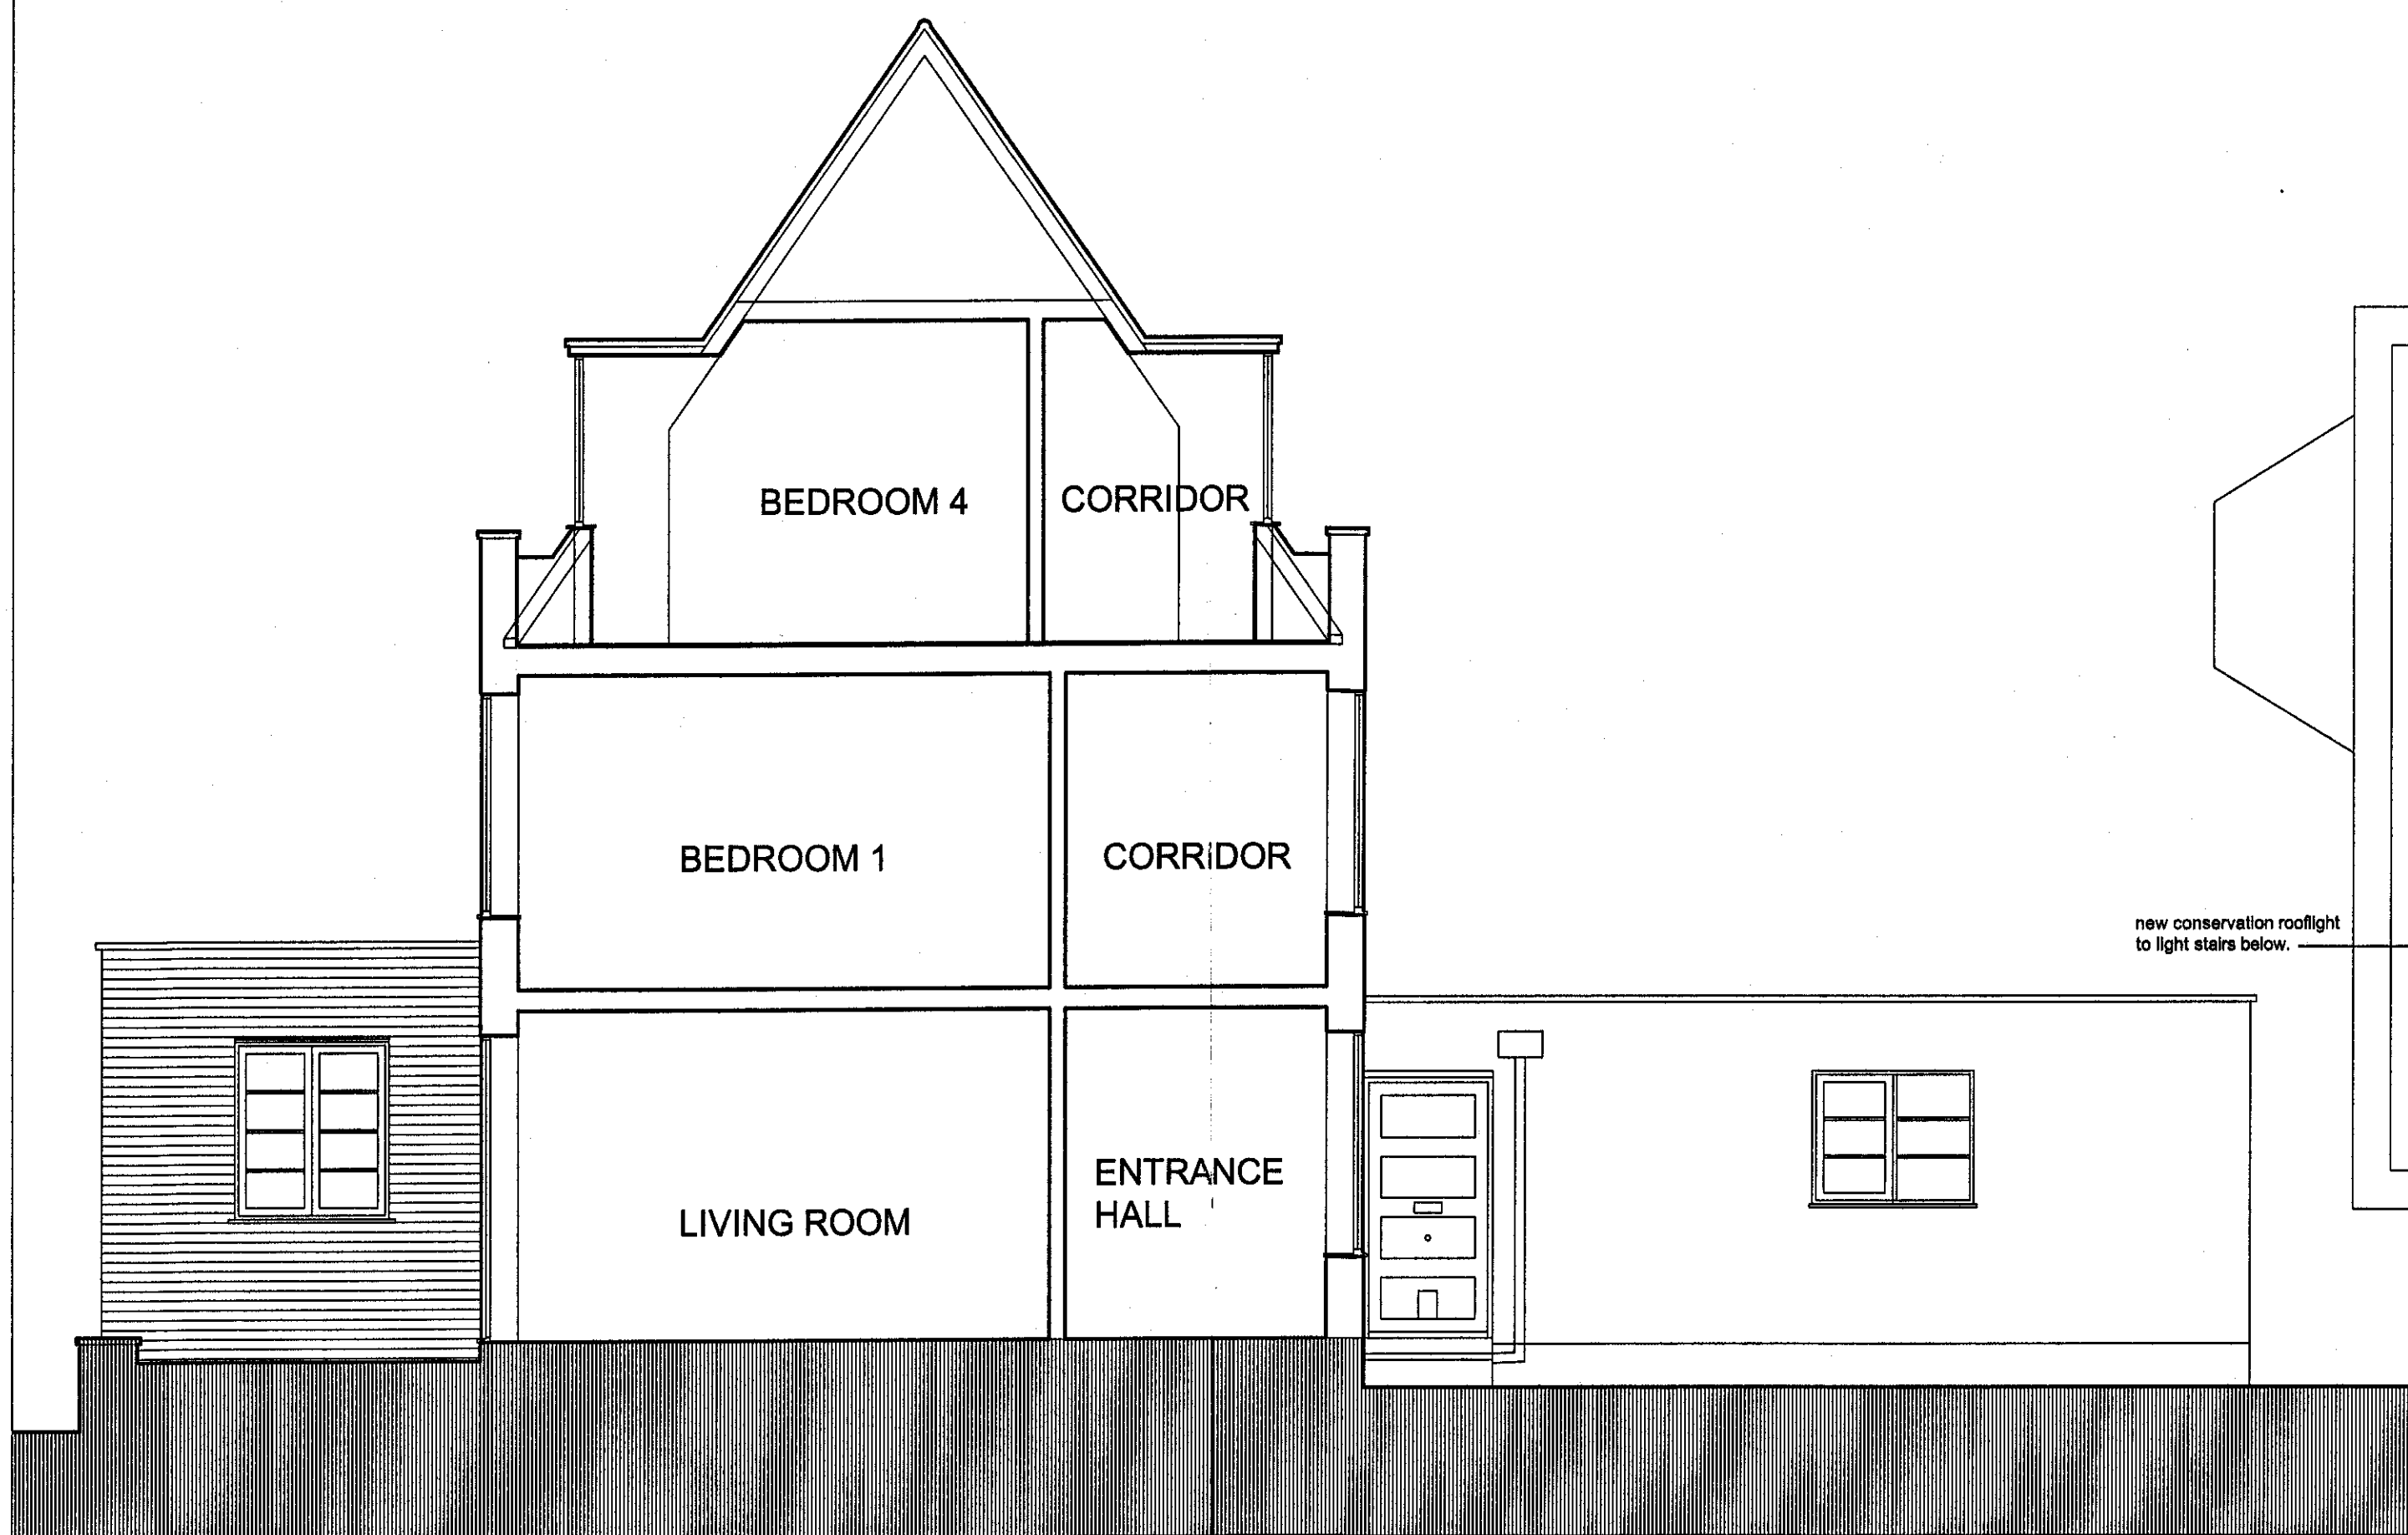 BEDROOM 4
CORRIDOR
BEDROOM 1
CORRIDOR
new conservation rooflight
to light stairs below.
LIVING ROOM
ENTRANCE
HALL